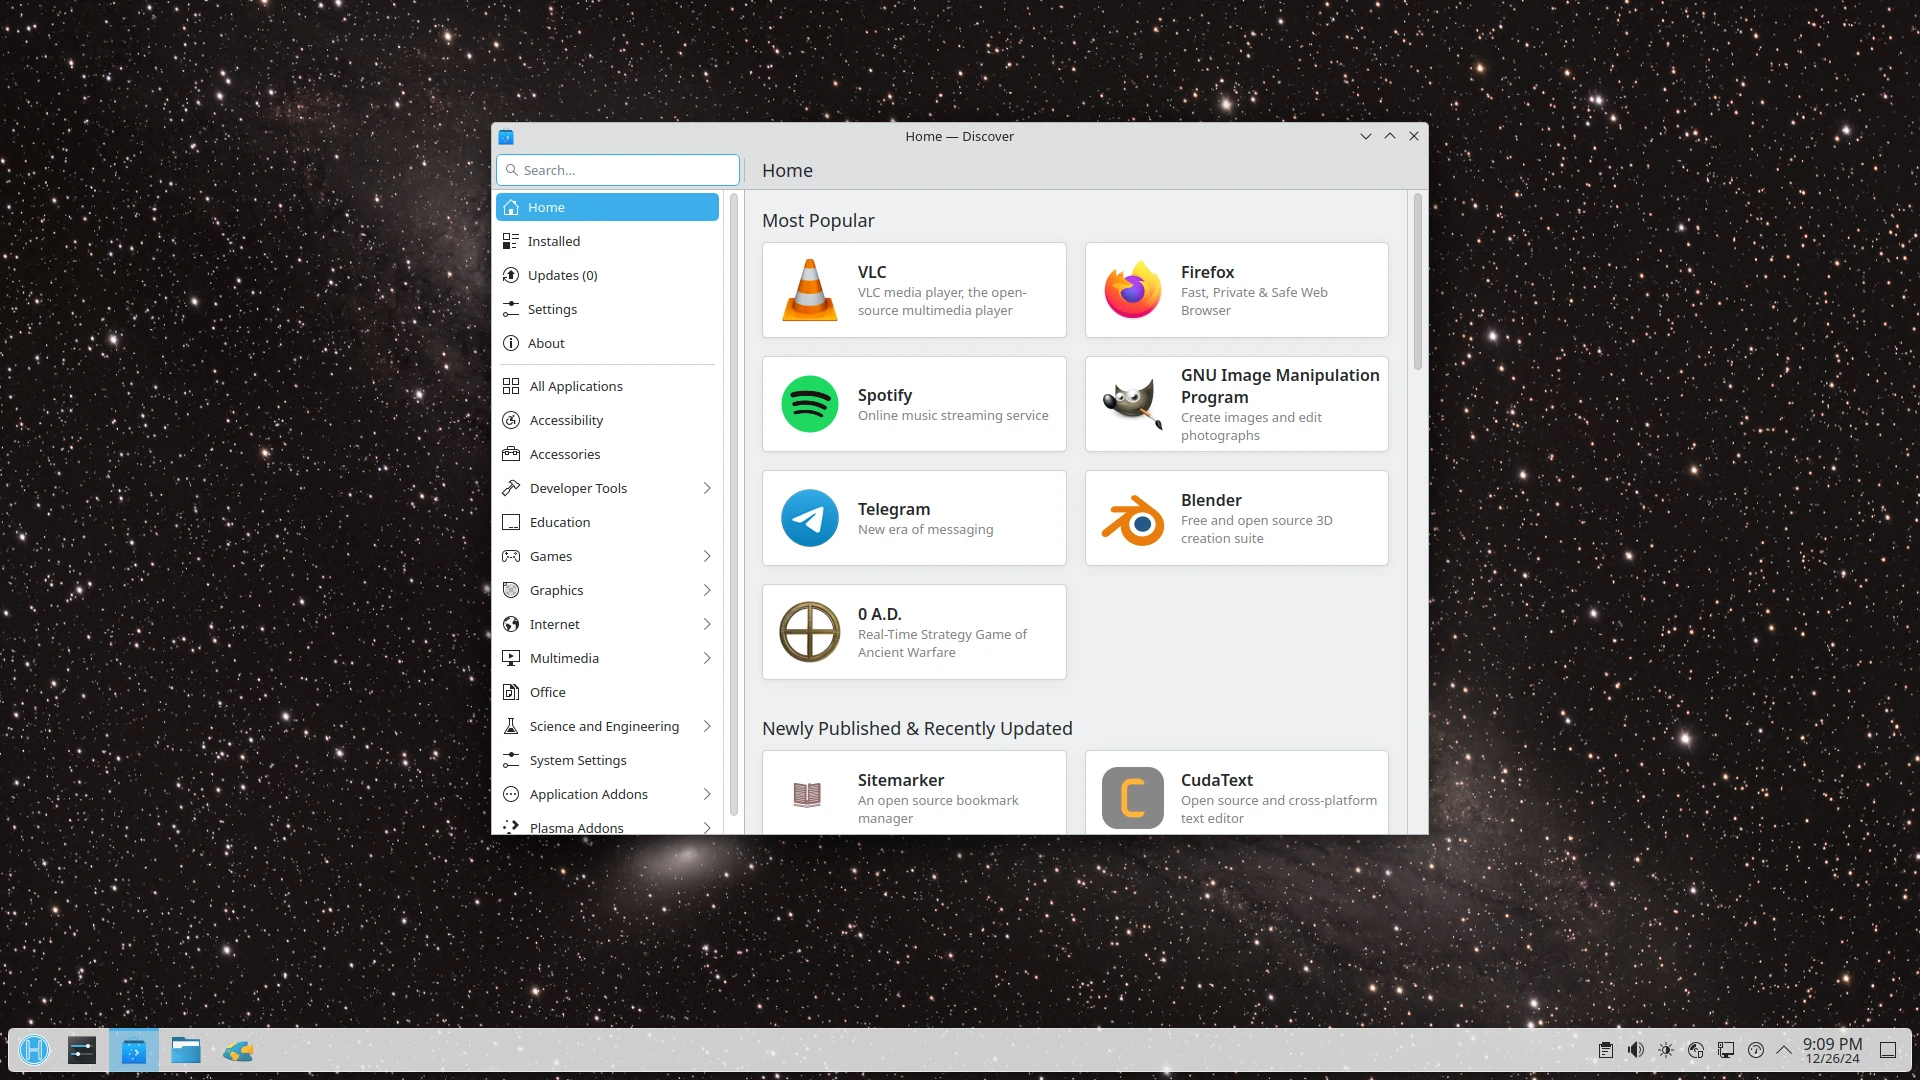 Home — Discover
Search...
Home
Home
Installed
Updates (0)
Settings
About
All Applications
Accessibility
Accessories
Developer Tools
Education
Games
Graphics
Internet
Multimedia
Office
Science and Engineering
System Settings
Application Addons
Plasma Addons
Most Popular
VLC
VLC media player, the open-
source multimedia player
Firefox
Fast, Private & Safe Web
Browser
Spotify
Online music streaming service
GNU Image Manipulation
Program
Create images and edit
photographs
Telegram
New era of messaging
Blender
Free and open source 3D
creation suite
0 A.D.
Real-Time Strategy Game of
Ancient Warfare
Newly Published & Recently Updated
Sitemarker
An open source bookmark
manager
CudaText
Open source and cross-platform
text editor
9:09 PM
12/26/24